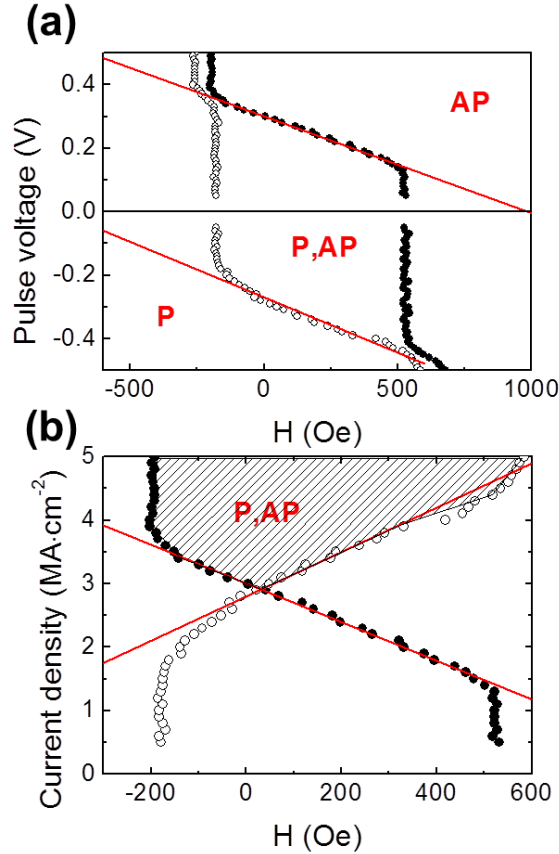 (a)
Pulse voltage (V)
0.4
0.2
0.0
-0.2
-0.4
AP
P,AP
P
-500
0
500
1000
H (Oe)
(b)
Current density (MA·cm⁻²)
5
4
3
2
1
0
P,AP
-200
0
200
400
600
H (Oe)